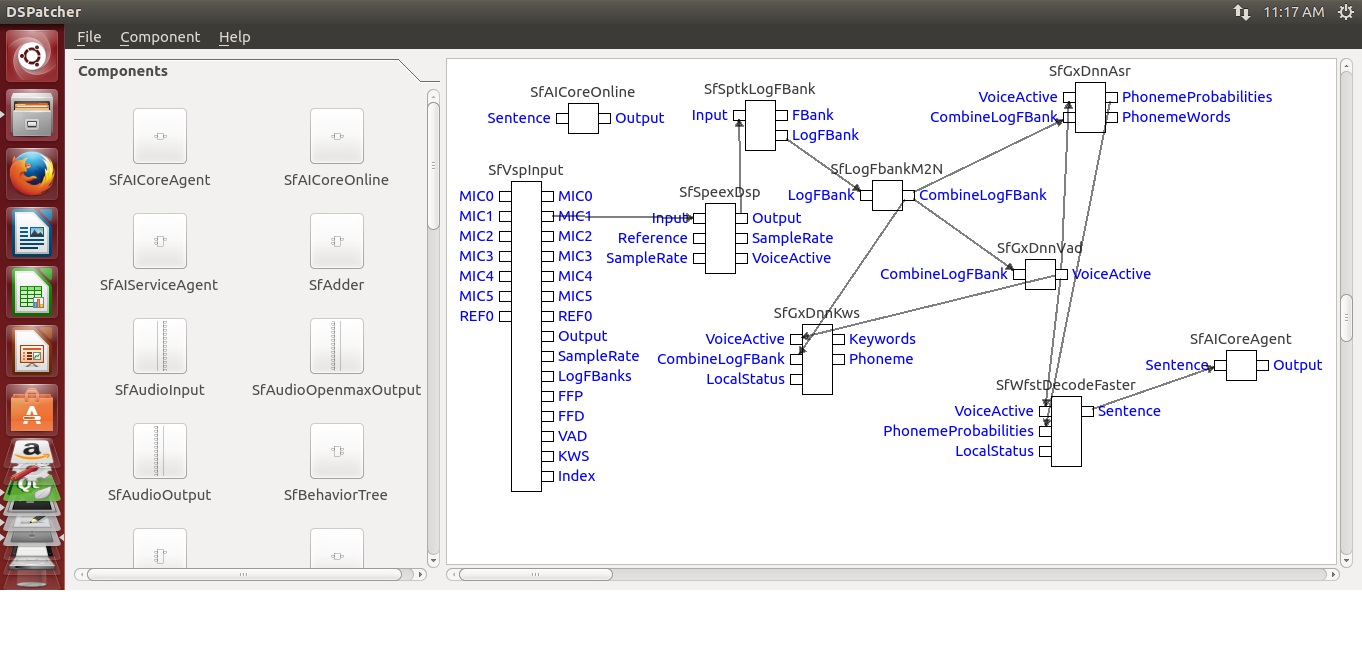 DSPatcher
11:17 AM
File Component Help
Components
SfAICoreAgent
SfAICoreOnline
SfAIServiceAgent
SfAdder
SfAudioInput
SfAudioOpenmaxOutput
SfAudioOutput
SfBehaviorTree
SfAICoreOnline
Sentence
Output
SfSptkLogFBank
Input
FBank
LogFBank
SfGxDnnAsr
VoiceActive
PhonemeProbabilities
CombineLogFBank
PhonemeWords
SfVspInput
MIC0
MIC0
MIC1
MIC1
MIC2
MIC2
MIC3
MIC3
MIC4
MIC4
MIC5
MIC5
REF0
REF0
Output
SampleRate
LogFBanks
FFP
FFD
VAD
KWS
Index
SfSpeexDsp
Input
Output
Reference
SampleRate
SampleRate
VoiceActive
SfLogFbankM2N
LogFBank
CombineLogFBank
SfGxDnnVad
CombineLogFBank
VoiceActive
SfGxDnnKws
VoiceActive
Keywords
CombineLogFBank
Phoneme
LocalStatus
SfAICoreAgent
Sentence
Output
SfWfstDecodeFaster
VoiceActive
Sentence
PhonemeProbabilities
LocalStatus